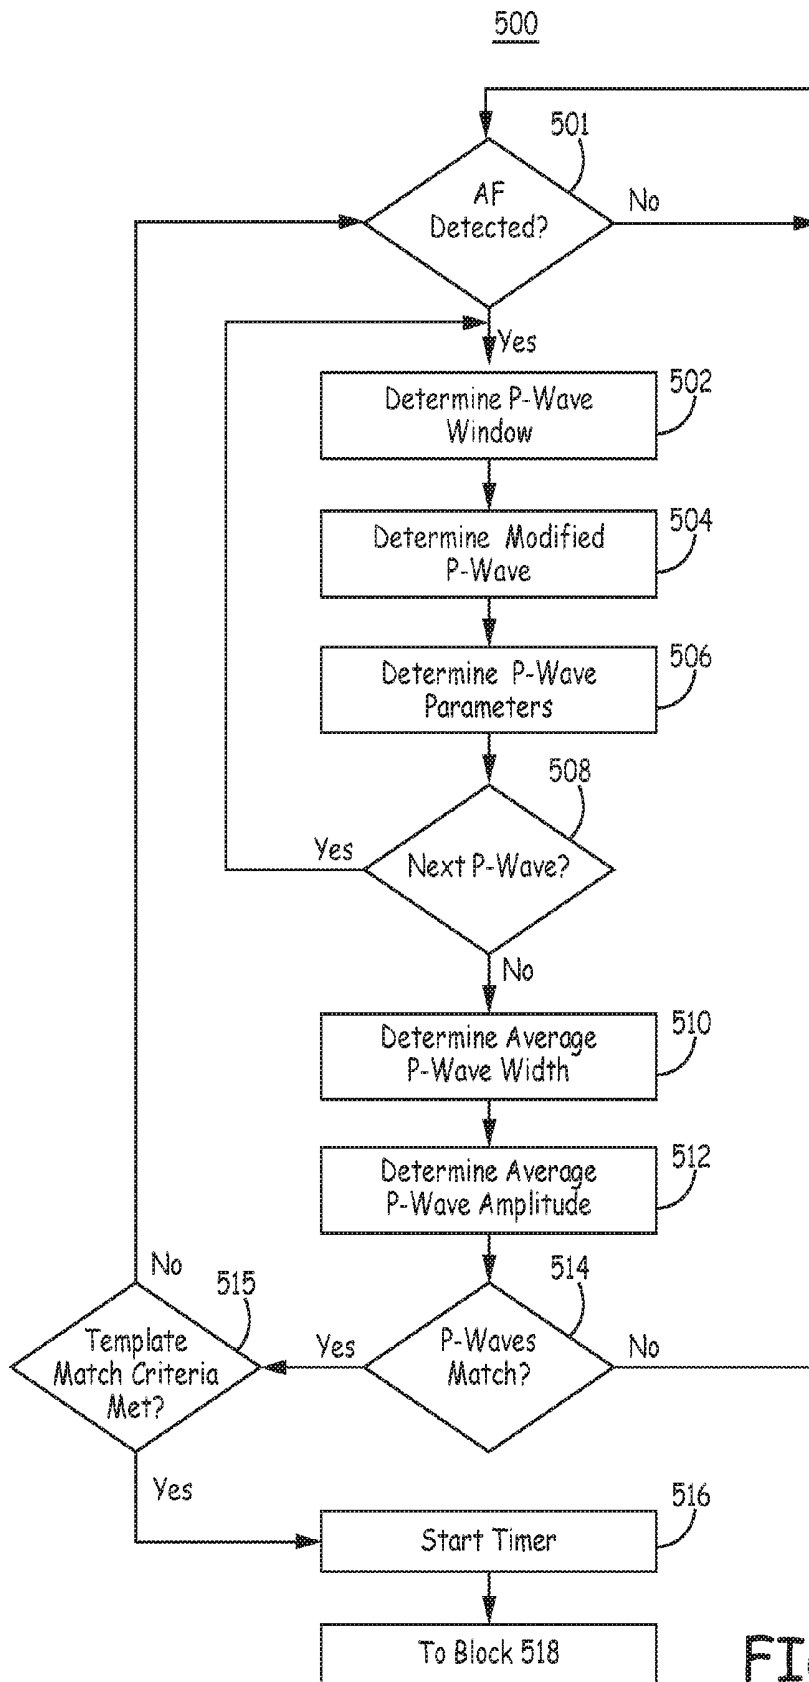 500
501
AF
Detected?
No
Yes
Determine P-Wave
Window
502
Determine Modified
P-Wave
504
Determine P-Wave
Parameters
506
508
Yes
Next P-Wave?
No
Determine Average
P-Wave Width
510
Determine Average
P-Wave Amplitude
512
No
515
514
Template
Match Criteria
Met?
Yes
P-Waves
Match?
No
Yes
Start Timer
516
To Block 518